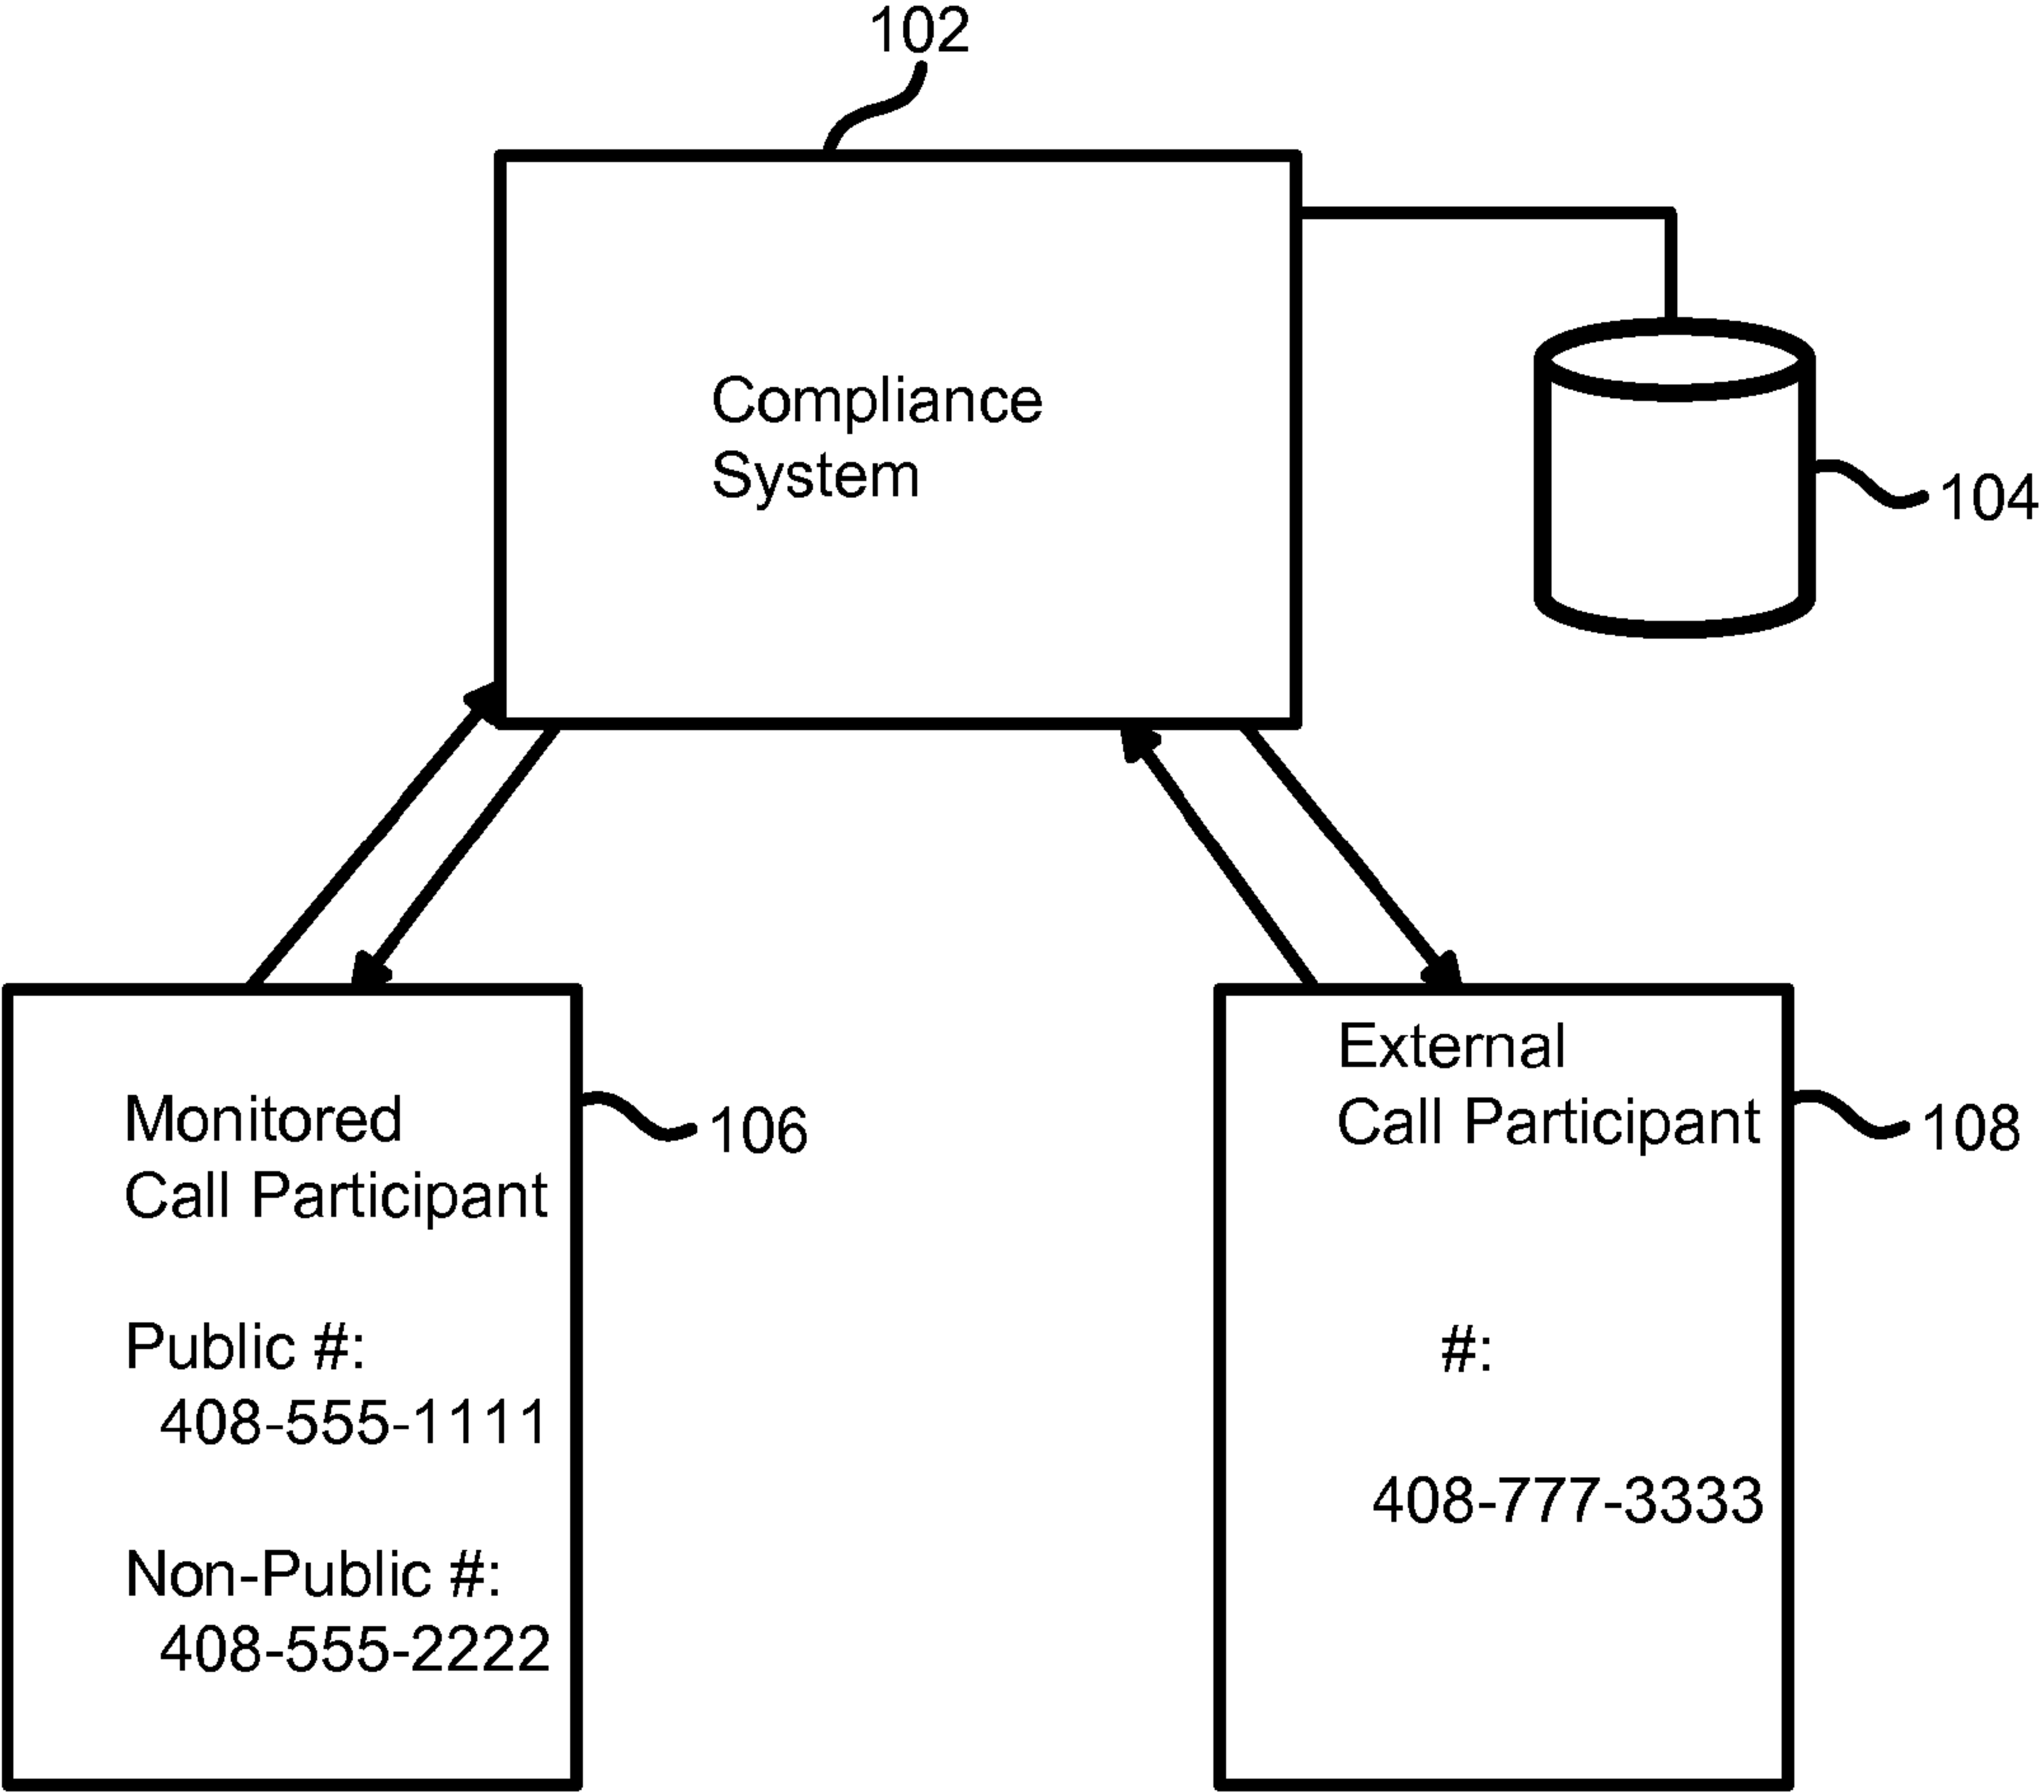 102
Compliance
System
104
Monitored
Call Participant
106
Public #:
408-555-1111
Non-Public #:
408-555-2222
External
Call Participant
108
#:
408-777-3333